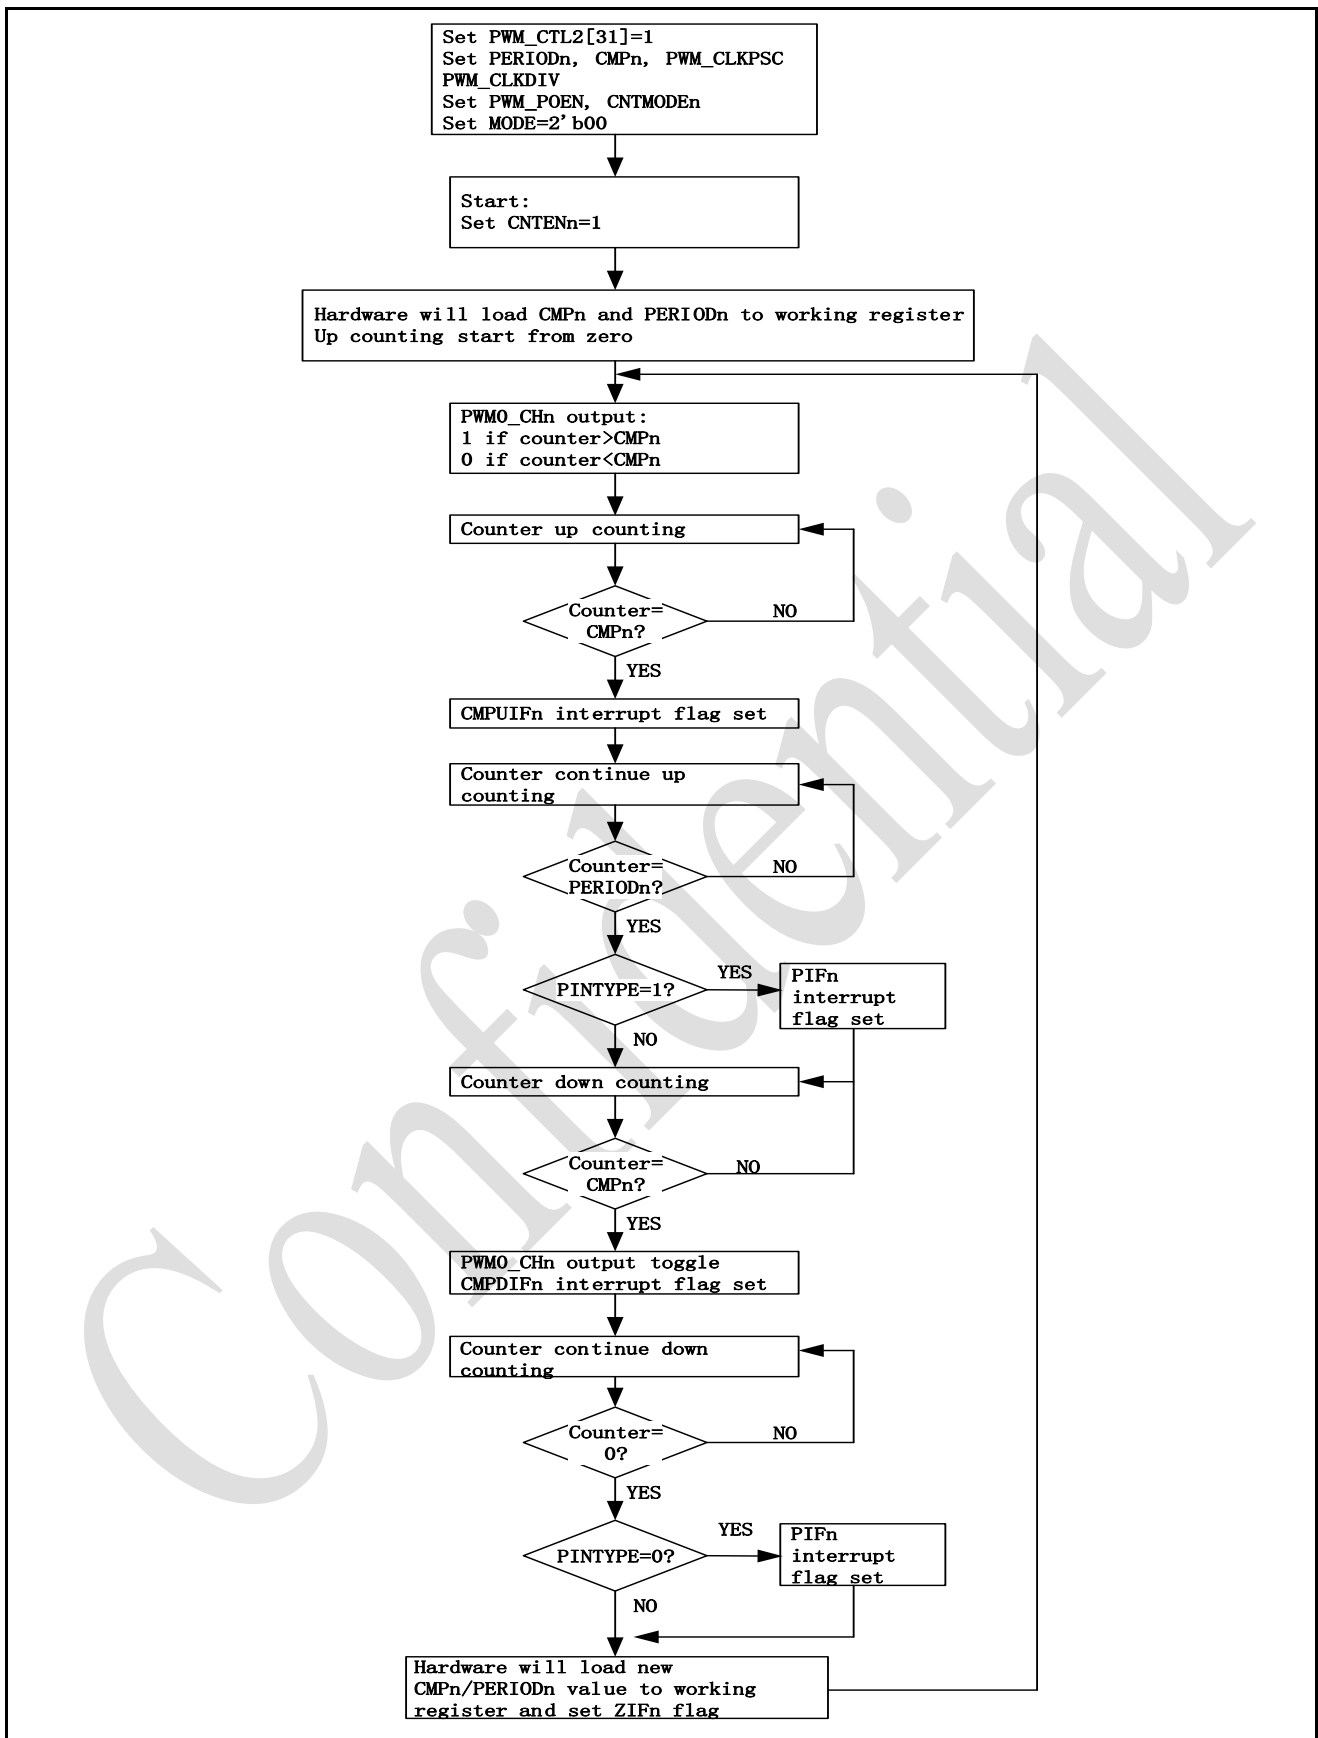 Set PWM_CTL2[31]=1
Set PERIODn, CMPn, PWM_CLKPSC
PWM_CLKDIV
Set PWM_POEN, CNTMODEn
Set MODE=2'b00
Start:
Set CNTENn=1
Hardware will load CMPn and PERIODn to working register
Up counting start from zero
PWM0_CHn output:
1 if counter>CMPn
0 if counter<CMPn
Counter up counting
Counter=
CMPn?
NO
YES
CMPUIFn interrupt flag set
Counter continue up
counting
Counter=
PERIODn?
NO
YES
PINTYPE=1?
YES
PIFn
interrupt
flag set
NO
Counter down counting
Counter=
CMPn?
NO
YES
PWM0_CHn output toggle
CMPDIFn interrupt flag set
Counter continue down
counting
Counter=
0?
NO
YES
PINTYPE=0?
YES
PIFn
interrupt
flag set
NO
Hardware will load new
CMPn/PERIODn value to working
register and set ZIFn flag
Confidential